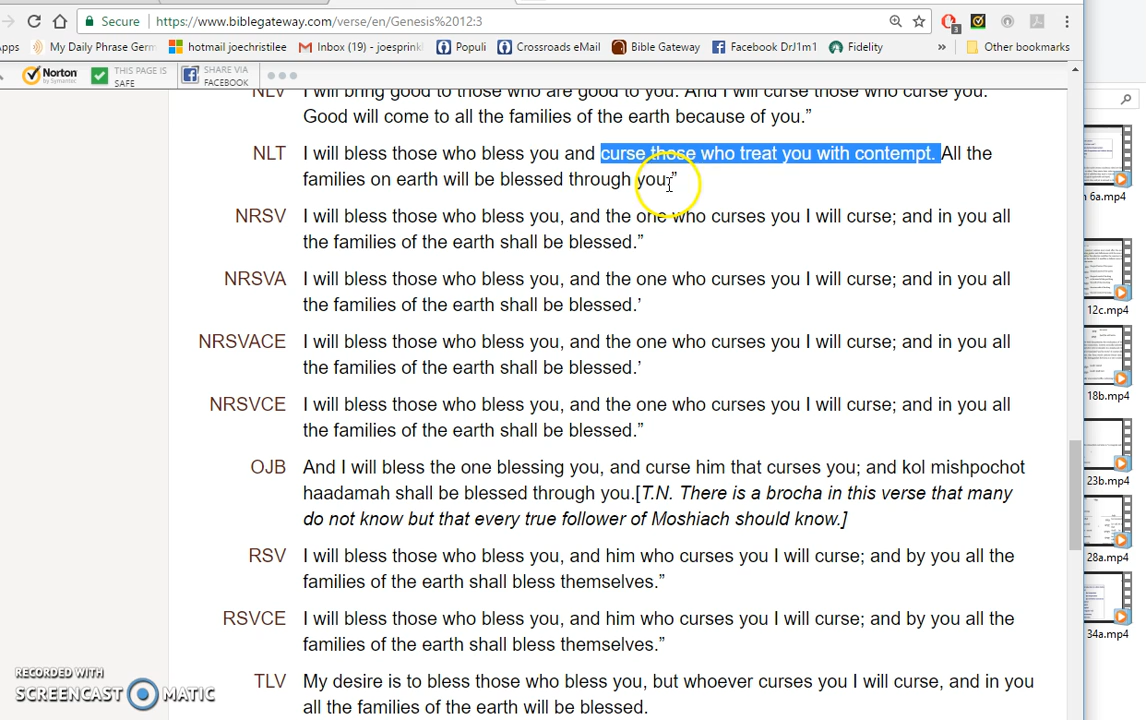 Secure https://www.biblegateway.com/verse/en/Genesis%2012:3
3
pps My Daily Phrase Germ hotmail joechristilee Inbox (19) - joesprink Populi Crossroads eMail Bible Gateway Facebook DrJ1m1 Fidelity » Other bookmarks
Norton by Symantec THIS PAGE IS SAFE SHARE VIA FACEBOOK
NLV I will bring good to those who are good to you. And I will curse those who curse you.
Good will come to all the families of the earth because of you.”
NLT I will bless those who bless you and curse those who treat you with contempt. All the
families on earth will be blessed through you.”
NRSV I will bless those who bless you, and the one who curses you I will curse; and in you all
the families of the earth shall be blessed.”
NRSVA I will bless those who bless you, and the one who curses you I will curse; and in you all
the families of the earth shall be blessed.’
NRSVACE I will bless those who bless you, and the one who curses you I will curse; and in you all
the families of the earth shall be blessed.’
NRSVCE I will bless those who bless you, and the one who curses you I will curse; and in you all
the families of the earth shall be blessed.”
OJB And I will bless the one blessing you, and curse him that curses you; and kol mishpochot
haadamah shall be blessed through you.[T.N. There is a brocha in this verse that many
do not know but that every true follower of Moshiach should know.]
RSV I will bless those who bless you, and him who curses you I will curse; and by you all the
families of the earth shall bless themselves.”
RSVCE I will bless those who bless you, and him who curses you I will curse; and by you all the
families of the earth shall bless themselves.”
TLV My desire is to bless those who bless you, but whoever curses you I will curse, and in you
all the families of the earth will be blessed.
n 6a.mp4
12c.mp4
18b.mp4
23b.mp4
28a.mp4
34a.mp4
RECORDED WITH
SCREENCAST MATIC